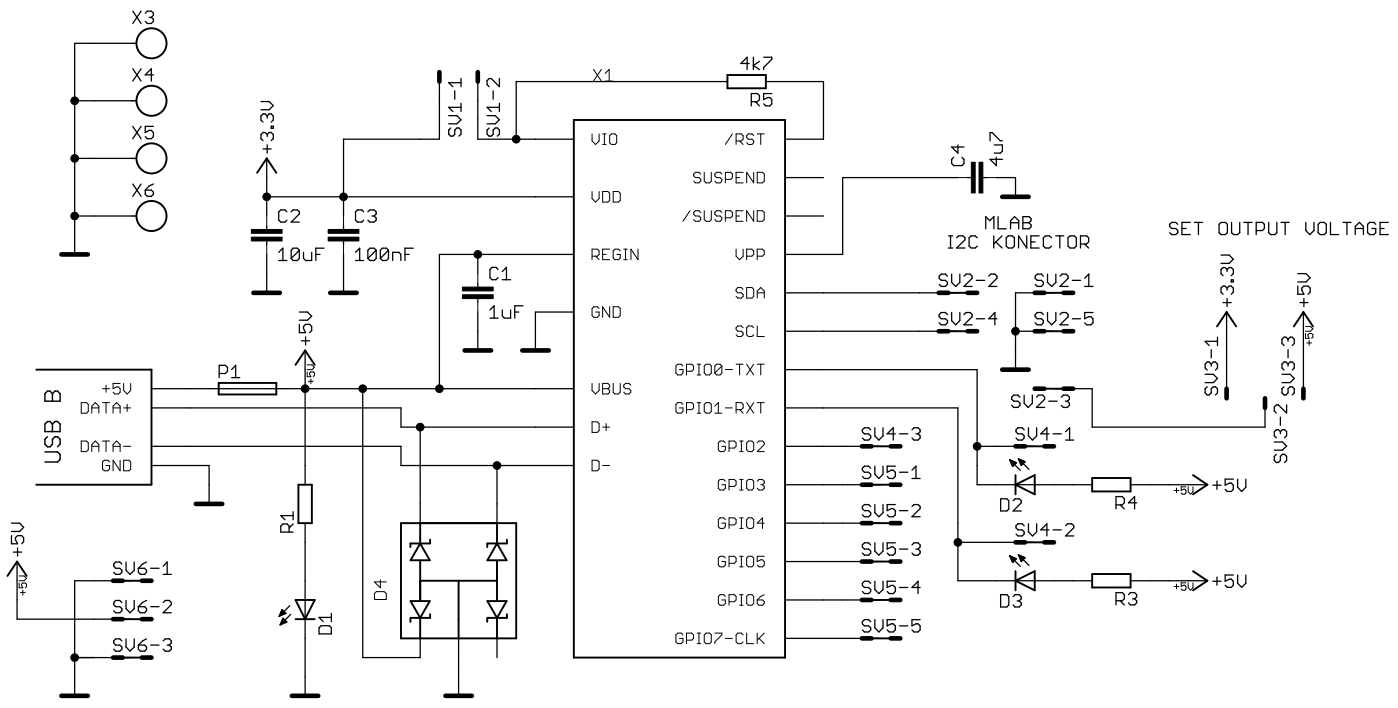 X3
X4
X5
X6
+3.3V
C2
10uF
C3
100nF
SV1-1
SV1-2
X1
4k7
R5
VIO
VDD
REGIN
GND
VBUS
D+
D-
/RST
SUSPEND
/SUSPEND
VPP
SDA
SCL
GPIO0-TXT
GPIO1-RXT
GPIO2
GPIO3
GPIO4
GPIO5
GPIO6
GPIO7-CLK
C1
1uF
C4
4u7
MLAB
I2C KONECTOR
SV2-2
SV2-4
SV2-1
SV2-5
SV2-3
SET OUTPUT VOLTAGE
+3.3V
SV3-1
+5V
+5V
SV3-3
SV3-2
USB B
+5V
DATA+
DATA-
GND
P1
+5V
+5V
R1
D1
D4
SV4-3
SV5-1
SV5-2
SV5-3
SV5-4
SV5-5
SV4-1
D2
R4
+5V
+5V
SV4-2
D3
R3
+5V
+5V
+5V
+5V
SV6-1
SV6-2
SV6-3